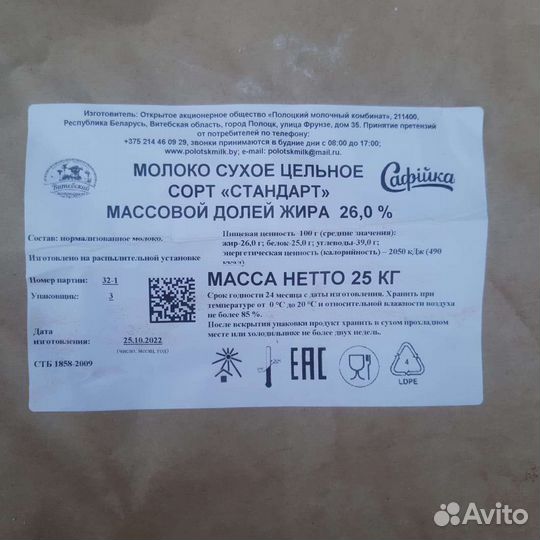 Изготовитель: Открытое акционерное общество «Полоцкий молочный комбинат», 211400,
Республика Беларусь, Витебская область, город Полоцк, улица Фрунзе, дом 35. Принятие претензий
от потребителей по телефону:
+375 214 46 09 29, звонки принимаются в будние дни с 08:00 до 17:00;
www.polotskmilk.by; e-mail: polotskmilk@mail.ru.
Витебский
МОЛОКО СУХОЕ ЦЕЛЬНОЕ
СОРТ «СТАНДАРТ»
МАССОВОЙ ДОЛЕЙ ЖИРА 26,0 %
Сафійка
Состав: нормализованное молоко.
Изготовлено на распылительной установке
Пищевая ценность 100 г (средние значения):
жир-26,0 г; белок-25,0 г; углеводы-39,0 г;
энергетическая ценность (калорийность) – 2050 кДж (490
ккал).
Номер партии: 32-1
Упаковщик: 3
МАССА НЕТТО 25 КГ
Срок годности 24 месяца с даты изготовления. Хранить при
температуре от 0 °C до 20 °C и относительной влажности воздуха
не более 85 %.
После вскрытия упаковки продукт хранить в сухом прохладном
месте или холодильнике не более двух недель.
Дата
изготовления: 25.10.2022
(число, месяц, год)
СТБ 1858-2009
EAC
4
LDPE
Avito